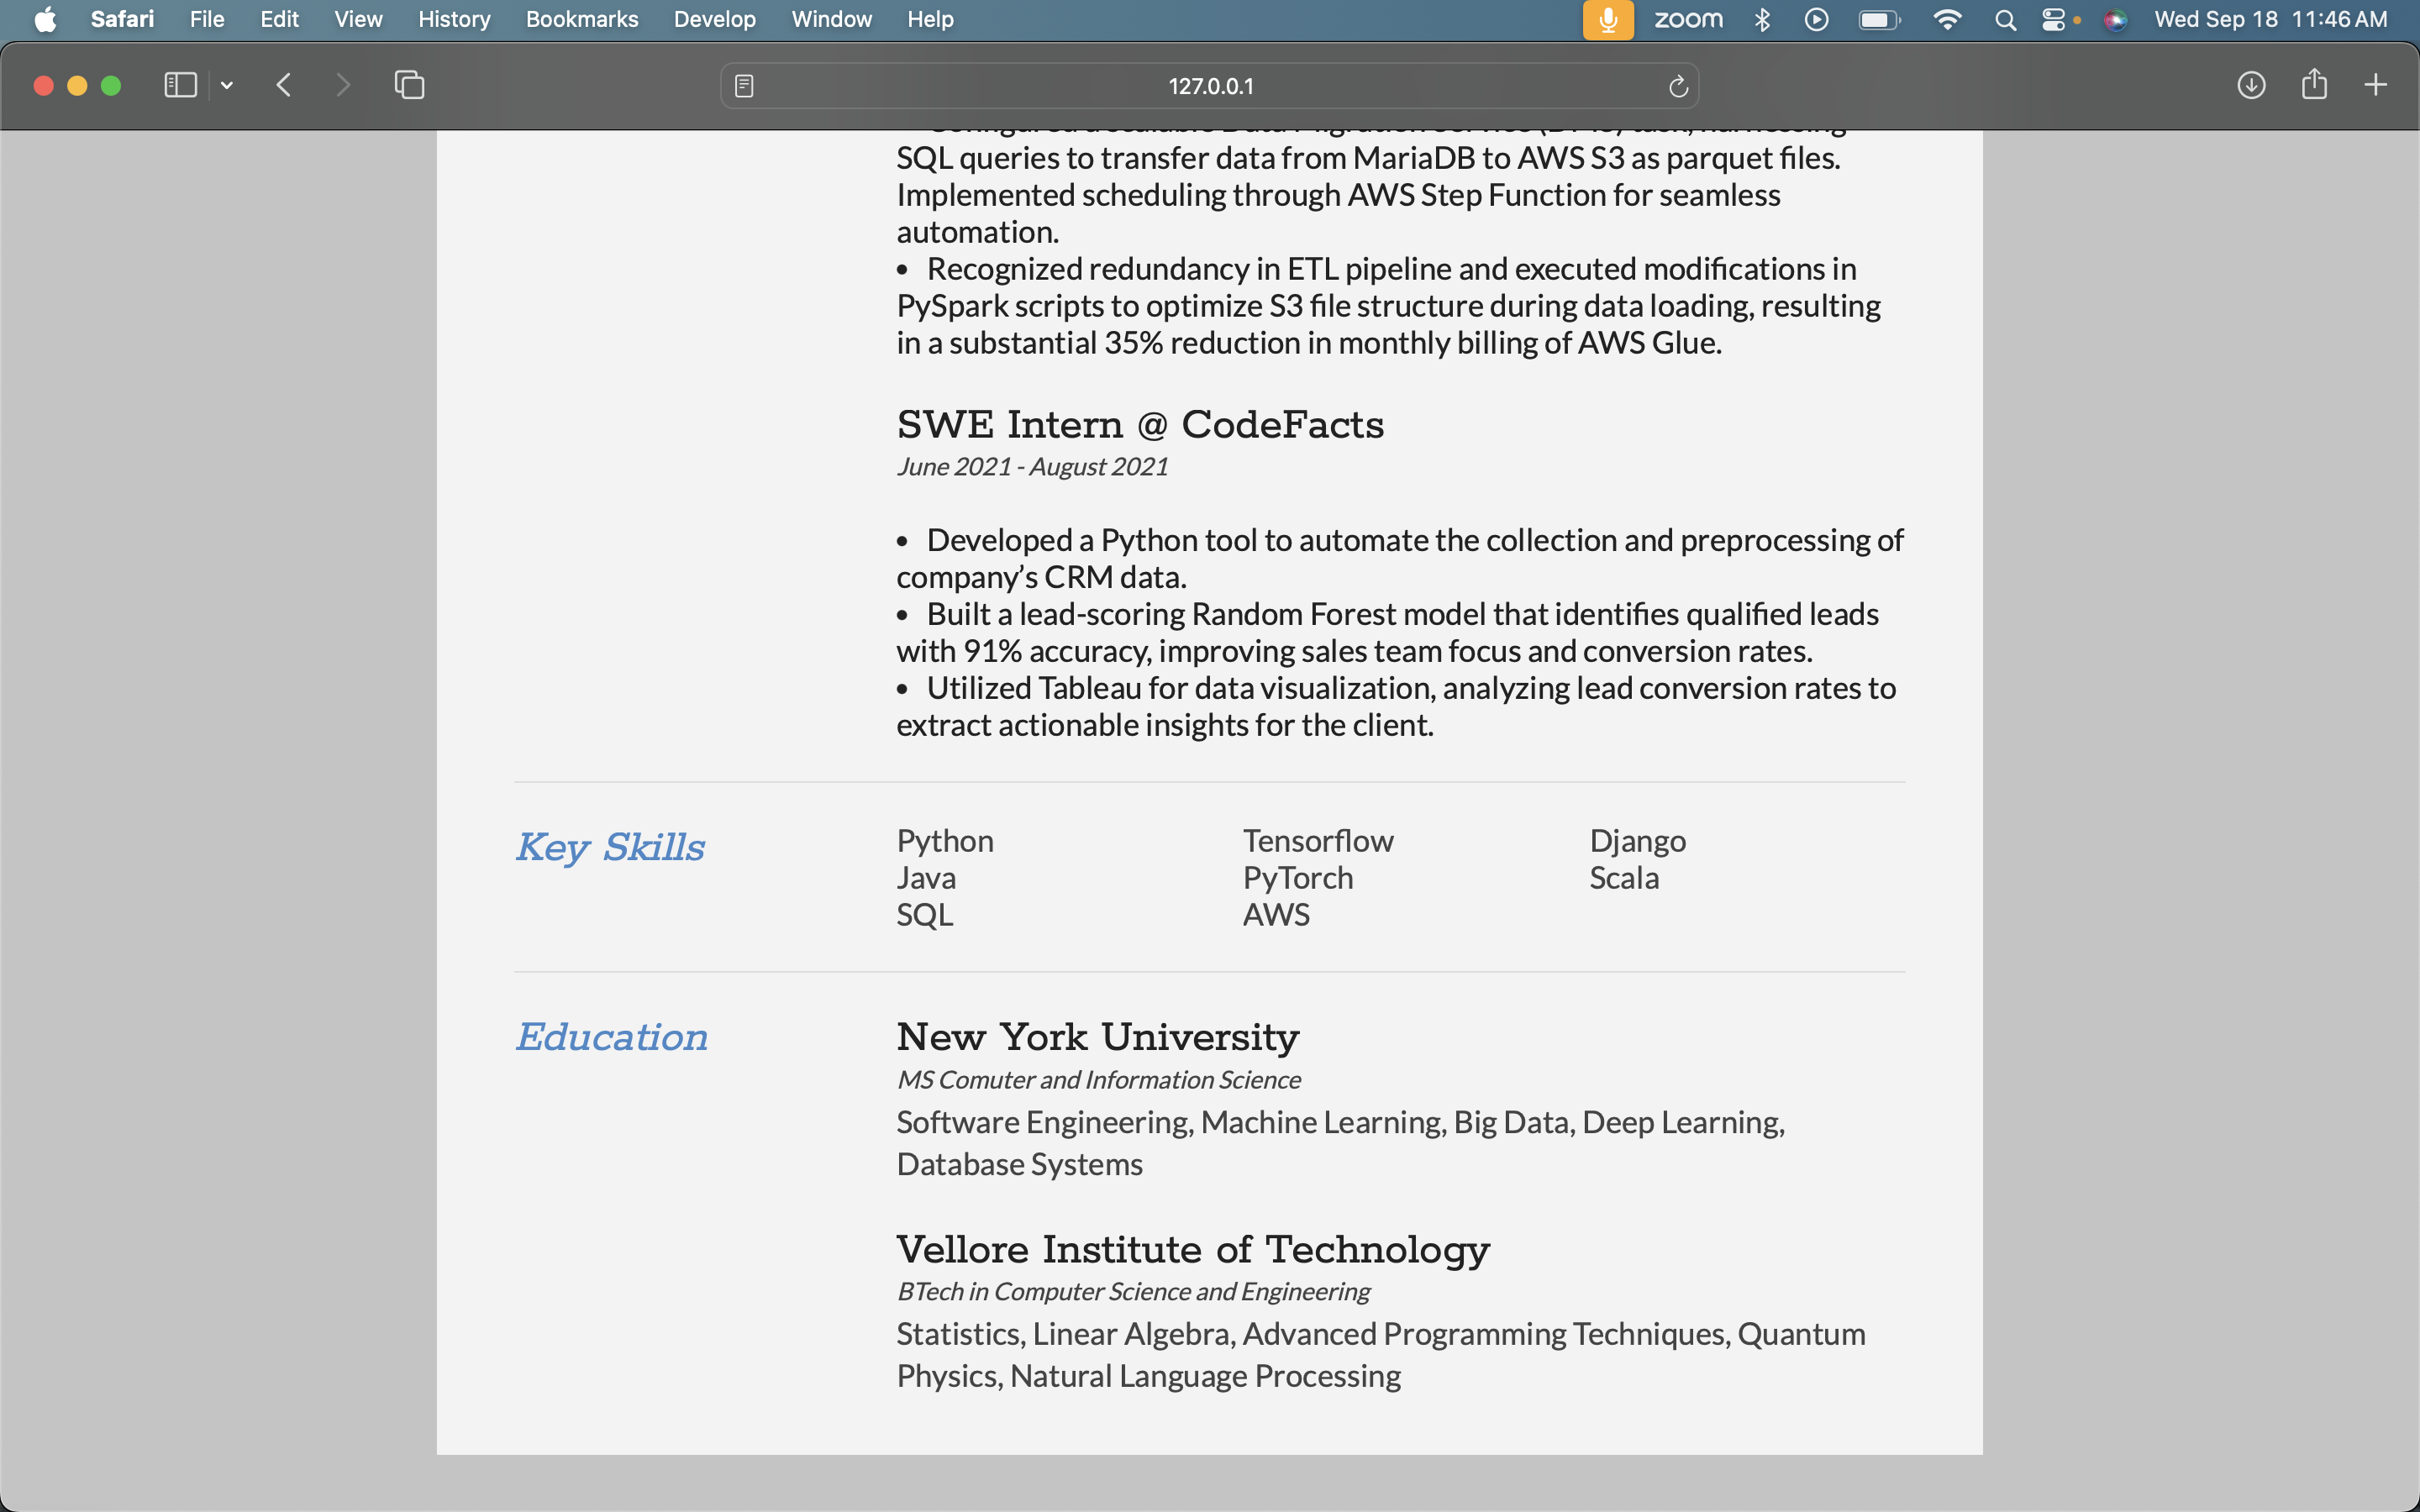 Safari File Edit View History Bookmarks Develop Window Help zoom Wed Sep 18 11:46 AM
127.0.0.1
• Configured a scalable Data Migration Service (DMS) task, harnessing
SQL queries to transfer data from MariaDB to AWS S3 as parquet files.
Implemented scheduling through AWS Step Function for seamless
automation.
• Recognized redundancy in ETL pipeline and executed modifications in
PySpark scripts to optimize S3 file structure during data loading, resulting
in a substantial 35% reduction in monthly billing of AWS Glue.
SWE Intern @ CodeFacts
June 2021 - August 2021
• Developed a Python tool to automate the collection and preprocessing of
company’s CRM data.
• Built a lead-scoring Random Forest model that identifies qualified leads
with 91% accuracy, improving sales team focus and conversion rates.
• Utilized Tableau for data visualization, analyzing lead conversion rates to
extract actionable insights for the client.
Key Skills
Python Tensorflow Django
Java PyTorch Scala
SQL AWS
Education
New York University
MS Comuter and Information Science
Software Engineering, Machine Learning, Big Data, Deep Learning,
Database Systems
Vellore Institute of Technology
BTech in Computer Science and Engineering
Statistics, Linear Algebra, Advanced Programming Techniques, Quantum
Physics, Natural Language Processing